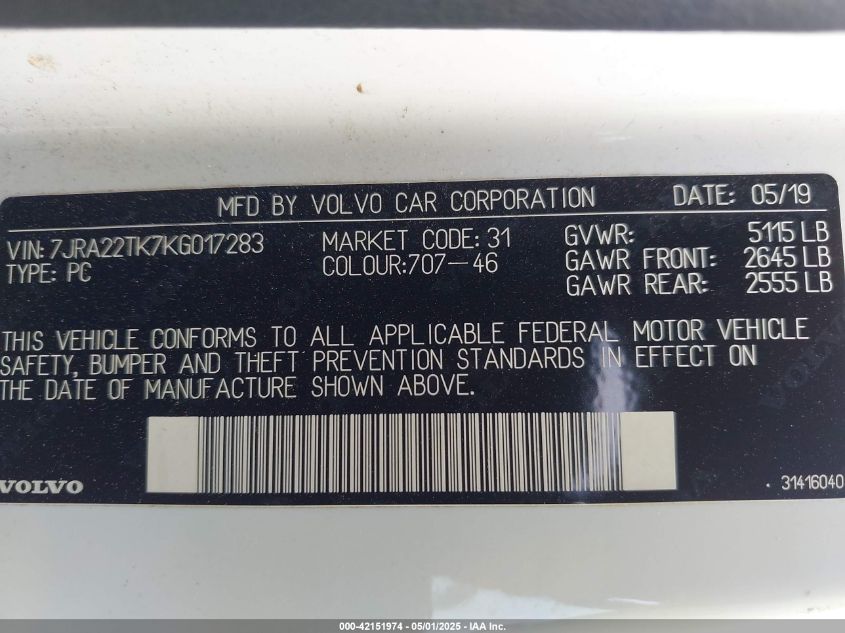 MFD BY VOLVO CAR CORPORATION DATE: 05/19
VIN: 7JRA22TK7KG017283 MARKET CODE: 31 GVWR: 5115 LB
TYPE: PC COLOUR:707-46 GAWR FRONT: 2645 LB
GAWR REAR: 2555 LB
THIS VEHICLE CONFORMS TO ALL APPLICABLE FEDERAL MOTOR VEHICLE
SAFETY, BUMPER AND THEFT PREVENTION STANDARDS IN EFFECT ON
THE DATE OF MANUFACTURE SHOWN ABOVE.
VOLVO 31416040
000-42151974 - 05/01/2025 - IAA Inc.